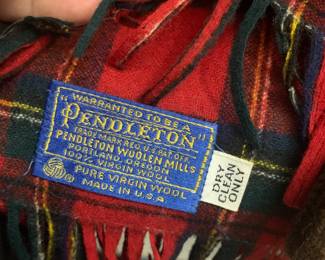 WARRANTED TO BE A
"PENDLETON"
TRADE MARK REG. U.S. PAT. OFF.
PENDLETON WOOLEN MILLS
PORTLAND, OREGON
100% VIRGIN WOOL
PURE VIRGIN WOOL
MADE IN U.S.A
DRY
CLEAN
ONLY